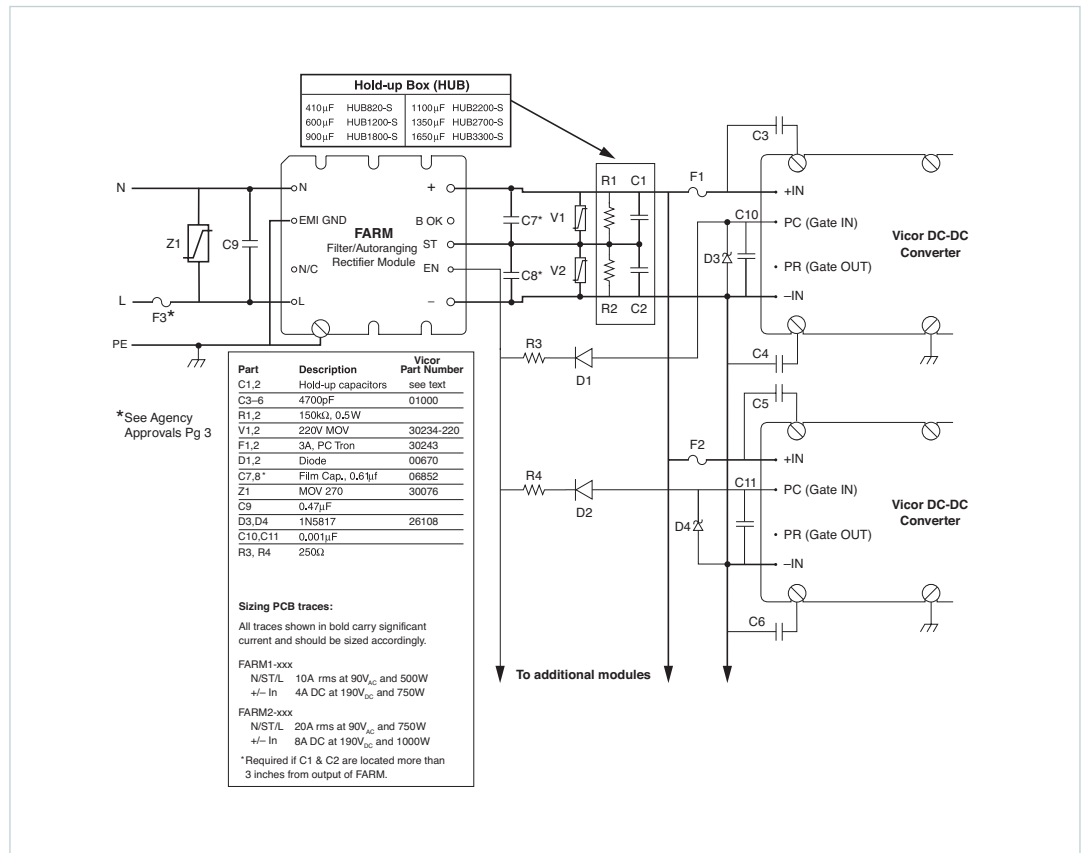 Hold-up Box (HUB)
410μF HUB820-S 1100μF HUB2200-S
600μF HUB1200-S 1350μF HUB2700-S
900μF HUB1800-S 1650μF HUB3300-S
N
Z1
C9
L
F3*
PE
N
EMI GND
N/C
L
FARM
Filter/Autoranging
Rectifier Module
+
B OK
ST
EN
–
C7*
C8*
V1
V2
R1 C1
R2 C2
F1
C3
+IN
C10
PC (Gate IN)
D3
PR (Gate OUT)
–IN
Vicor DC-DC
Converter
C4
R3
D1
C5
F2
+IN
R4
D2
C11
PC (Gate IN)
D4
PR (Gate OUT)
–IN
Vicor DC-DC
Converter
C6
To additional modules
*See Agency
Approvals Pg 3
Part Description Vicor Part Number
C1,2 Hold-up capacitors see text
C3–6 4700pF 01000
R1,2 150kΩ, 0.5W
V1,2 220V MOV 30234-220
F1,2 3A, PC Tron 30243
D1,2 Diode 00670
C7,8* Film Cap., 0.61μf 06852
Z1 MOV 270 30076
C9 0.47μF
D3,D4 1N5817 26108
C10,C11 0.001μF
R3, R4 250Ω
Sizing PCB traces:
All traces shown in bold carry significant
current and should be sized accordingly.
FARM1-xxx
N/ST/L 10A rms at 90VAC and 500W
+/– In 4A DC at 190VDC and 750W
FARM2-xxx
N/ST/L 20A rms at 90VAC and 750W
+/– In 8A DC at 190VDC and 1000W
*Required if C1 & C2 are located more than
3 inches from output of FARM.